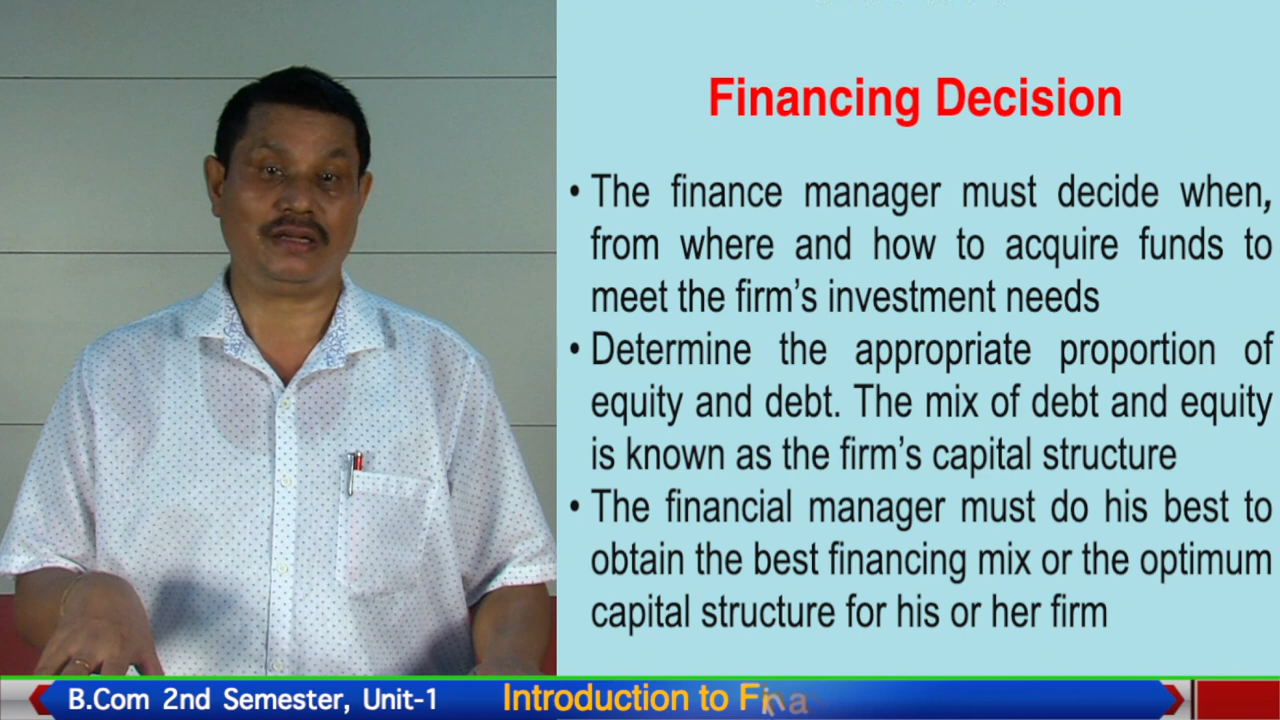 Financing Decision
• The finance manager must decide when,
from where and how to acquire funds to
meet the firm's investment needs
• Determine the appropriate proportion of
equity and debt. The mix of debt and equity
is known as the firm's capital structure
• The financial manager must do his best to
obtain the best financing mix or the optimum
capital structure for his or her firm
B.Com 2nd Semester, Unit-1
Introduction to Fina